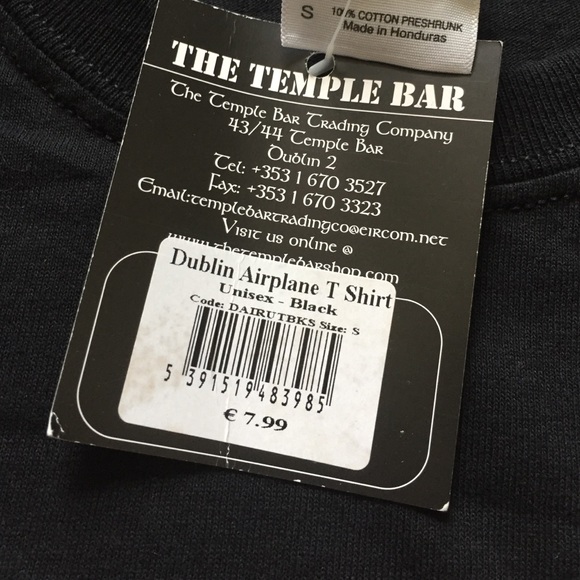 S 100% COTTON PRESHRUNK
Made in Honduras
THE TEMPLE BAR
The Temple Bar Trading Company
43/44 Temple Bar
Dublin 2
Tel: +353 1 670 3527
Fax: +353 1 670 3323
Email:templebartradingco@eircom.net
Visit us online @
www.thetemplebarshop.com
Dublin Airplane T Shirt
Unisex - Black
Code: DAIRUTBKS Size: S
5 391519 483985
€ 7.99